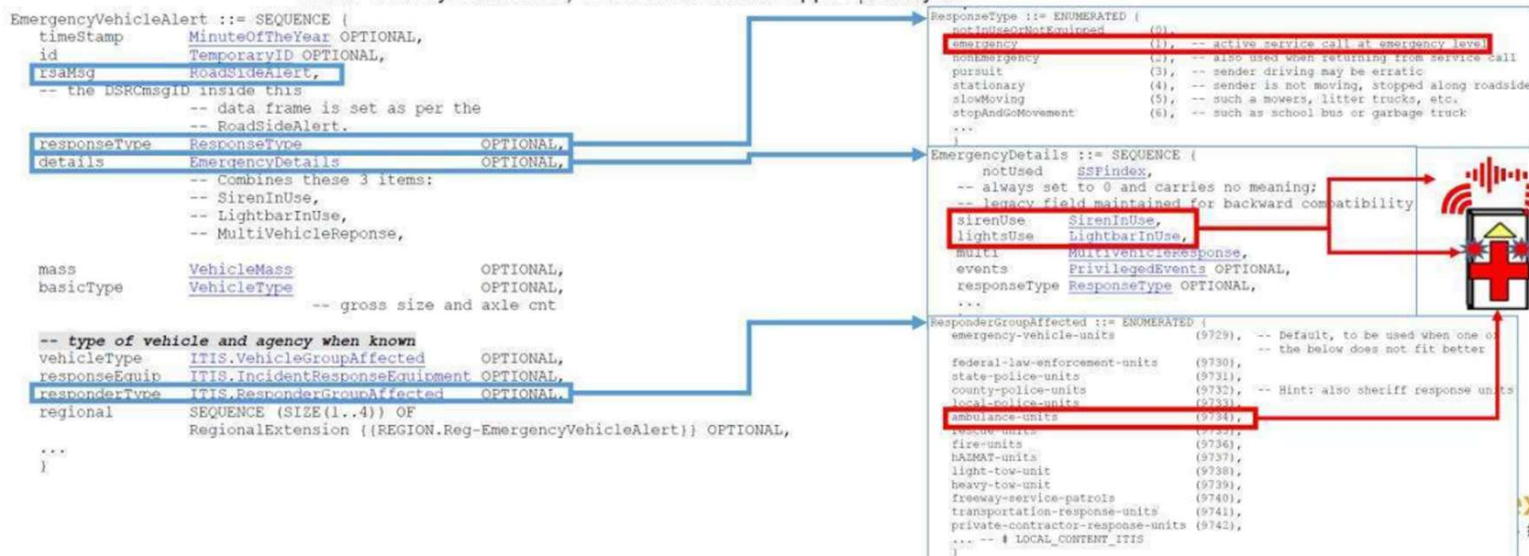 EmergencyVehicleAlert ::= SEQUENCE {
timeStamp MinuteOfTheYear OPTIONAL,
id TemporaryID OPTIONAL,
rsaMsg RoadSideAlert,
-- the DSRCmsgID inside this
-- data frame is set as per the
-- RoadSideAlert.
responseType ResponseType OPTIONAL,
details EmergencyDetails OPTIONAL,
-- Combines these 3 items:
-- SirenInUse,
-- LightbarInUse,
-- MultiVehicleReponse,
mass VehicleMass OPTIONAL,
basicType VehicleType OPTIONAL,
-- gross size and axle cnt
-- type of vehicle and agency when known
vehicleType ITIS.VehicleGroupAffected OPTIONAL,
responseEquip ITIS.IncidentResponseEquipment OPTIONAL,
responderType ITIS.ResponderGroupAffected OPTIONAL,
regional SEQUENCE (SIZE(1..4)) OF
RegionalExtension {{REGION.Reg-EmergencyVehicleAlert}} OPTIONAL,
...
}
ResponseType ::= ENUMERATED {
notInUseOrNotEquipped (0),
emergency (1), -- active service call at emergency level
nonEmergency (2), -- also used when returning from service call
pursuit (3), -- sender driving may be erratic
stationary (4), -- sender is not moving, stopped along roadside
slowMoving (5), -- such a mowers, litter trucks, etc.
stopAndGoMovement (6), -- such as school bus or garbage truck
...
}
EmergencyDetails ::= SEQUENCE {
notUsed SSPindex,
-- always set to 0 and carries no meaning;
-- legacy field maintained for backward compatibility
sirenUse SirenInUse,
lightsUse LightbarInUse,
multi MultiVehicleResponse,
events PrivilegedEvents OPTIONAL,
responseType ResponseType OPTIONAL,
...
ResponderGroupAffected ::= ENUMERATED {
emergency-vehicle-units (9729), -- Default, to be used when one of
-- the below does not fit better
federal-law-enforcement-units (9730),
state-police-units (9731),
county-police-units (9732), -- Hint: also sheriff response units
local-police-units (9733),
ambulance-units (9734),
rescue-units (9735),
fire-units (9736),
hAZMAT-units (9737),
light-tow-unit (9738),
heavy-tow-unit (9739),
freeway-service-patrols (9740),
transportation-response-units (9741),
private-contractor-response-units (9742),
... -- # LOCAL_CONTENT_ITIS
}